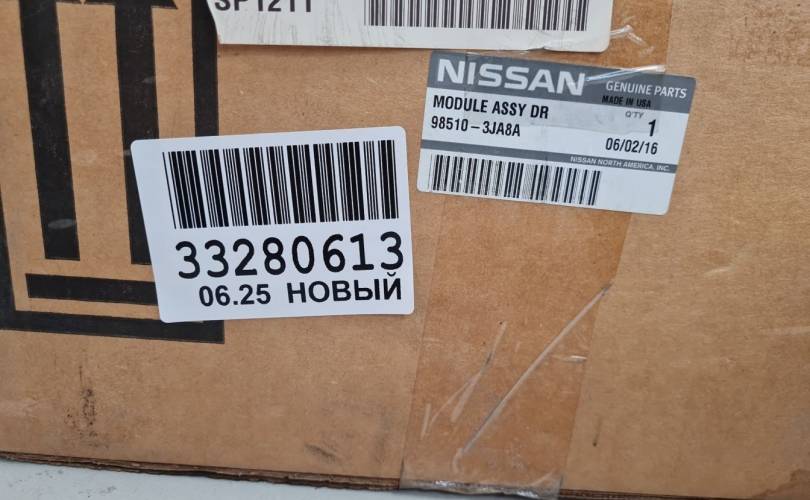 SP1211
NISSAN
GENUINE PARTS
MADE IN USA
MODULE ASSY DR
98510-3JA8A
Q'TY
1
06/02/16
NISSAN NORTH AMERICA, INC.
33280613
06.25 НОВЫЙ